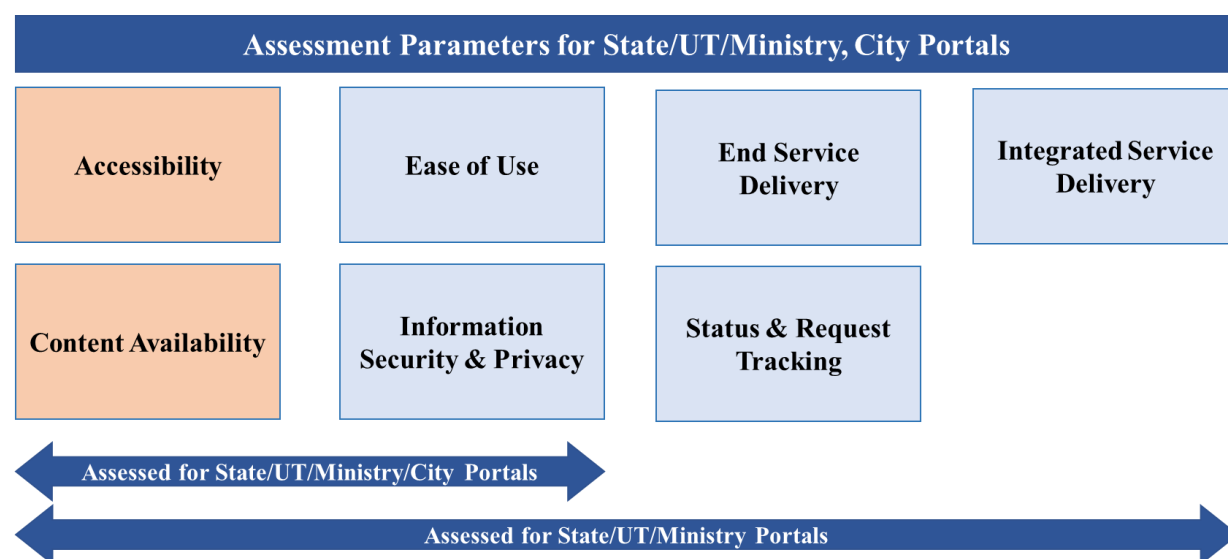 Assessment Parameters for State/UT/Ministry, City Portals
Accessibility
Ease of Use
End Service
Delivery
Integrated Service
Delivery
Content Availability
Information
Security & Privacy
Status & Request
Tracking
Assessed for State/UT/Ministry/City Portals
Assessed for State/UT/Ministry Portals